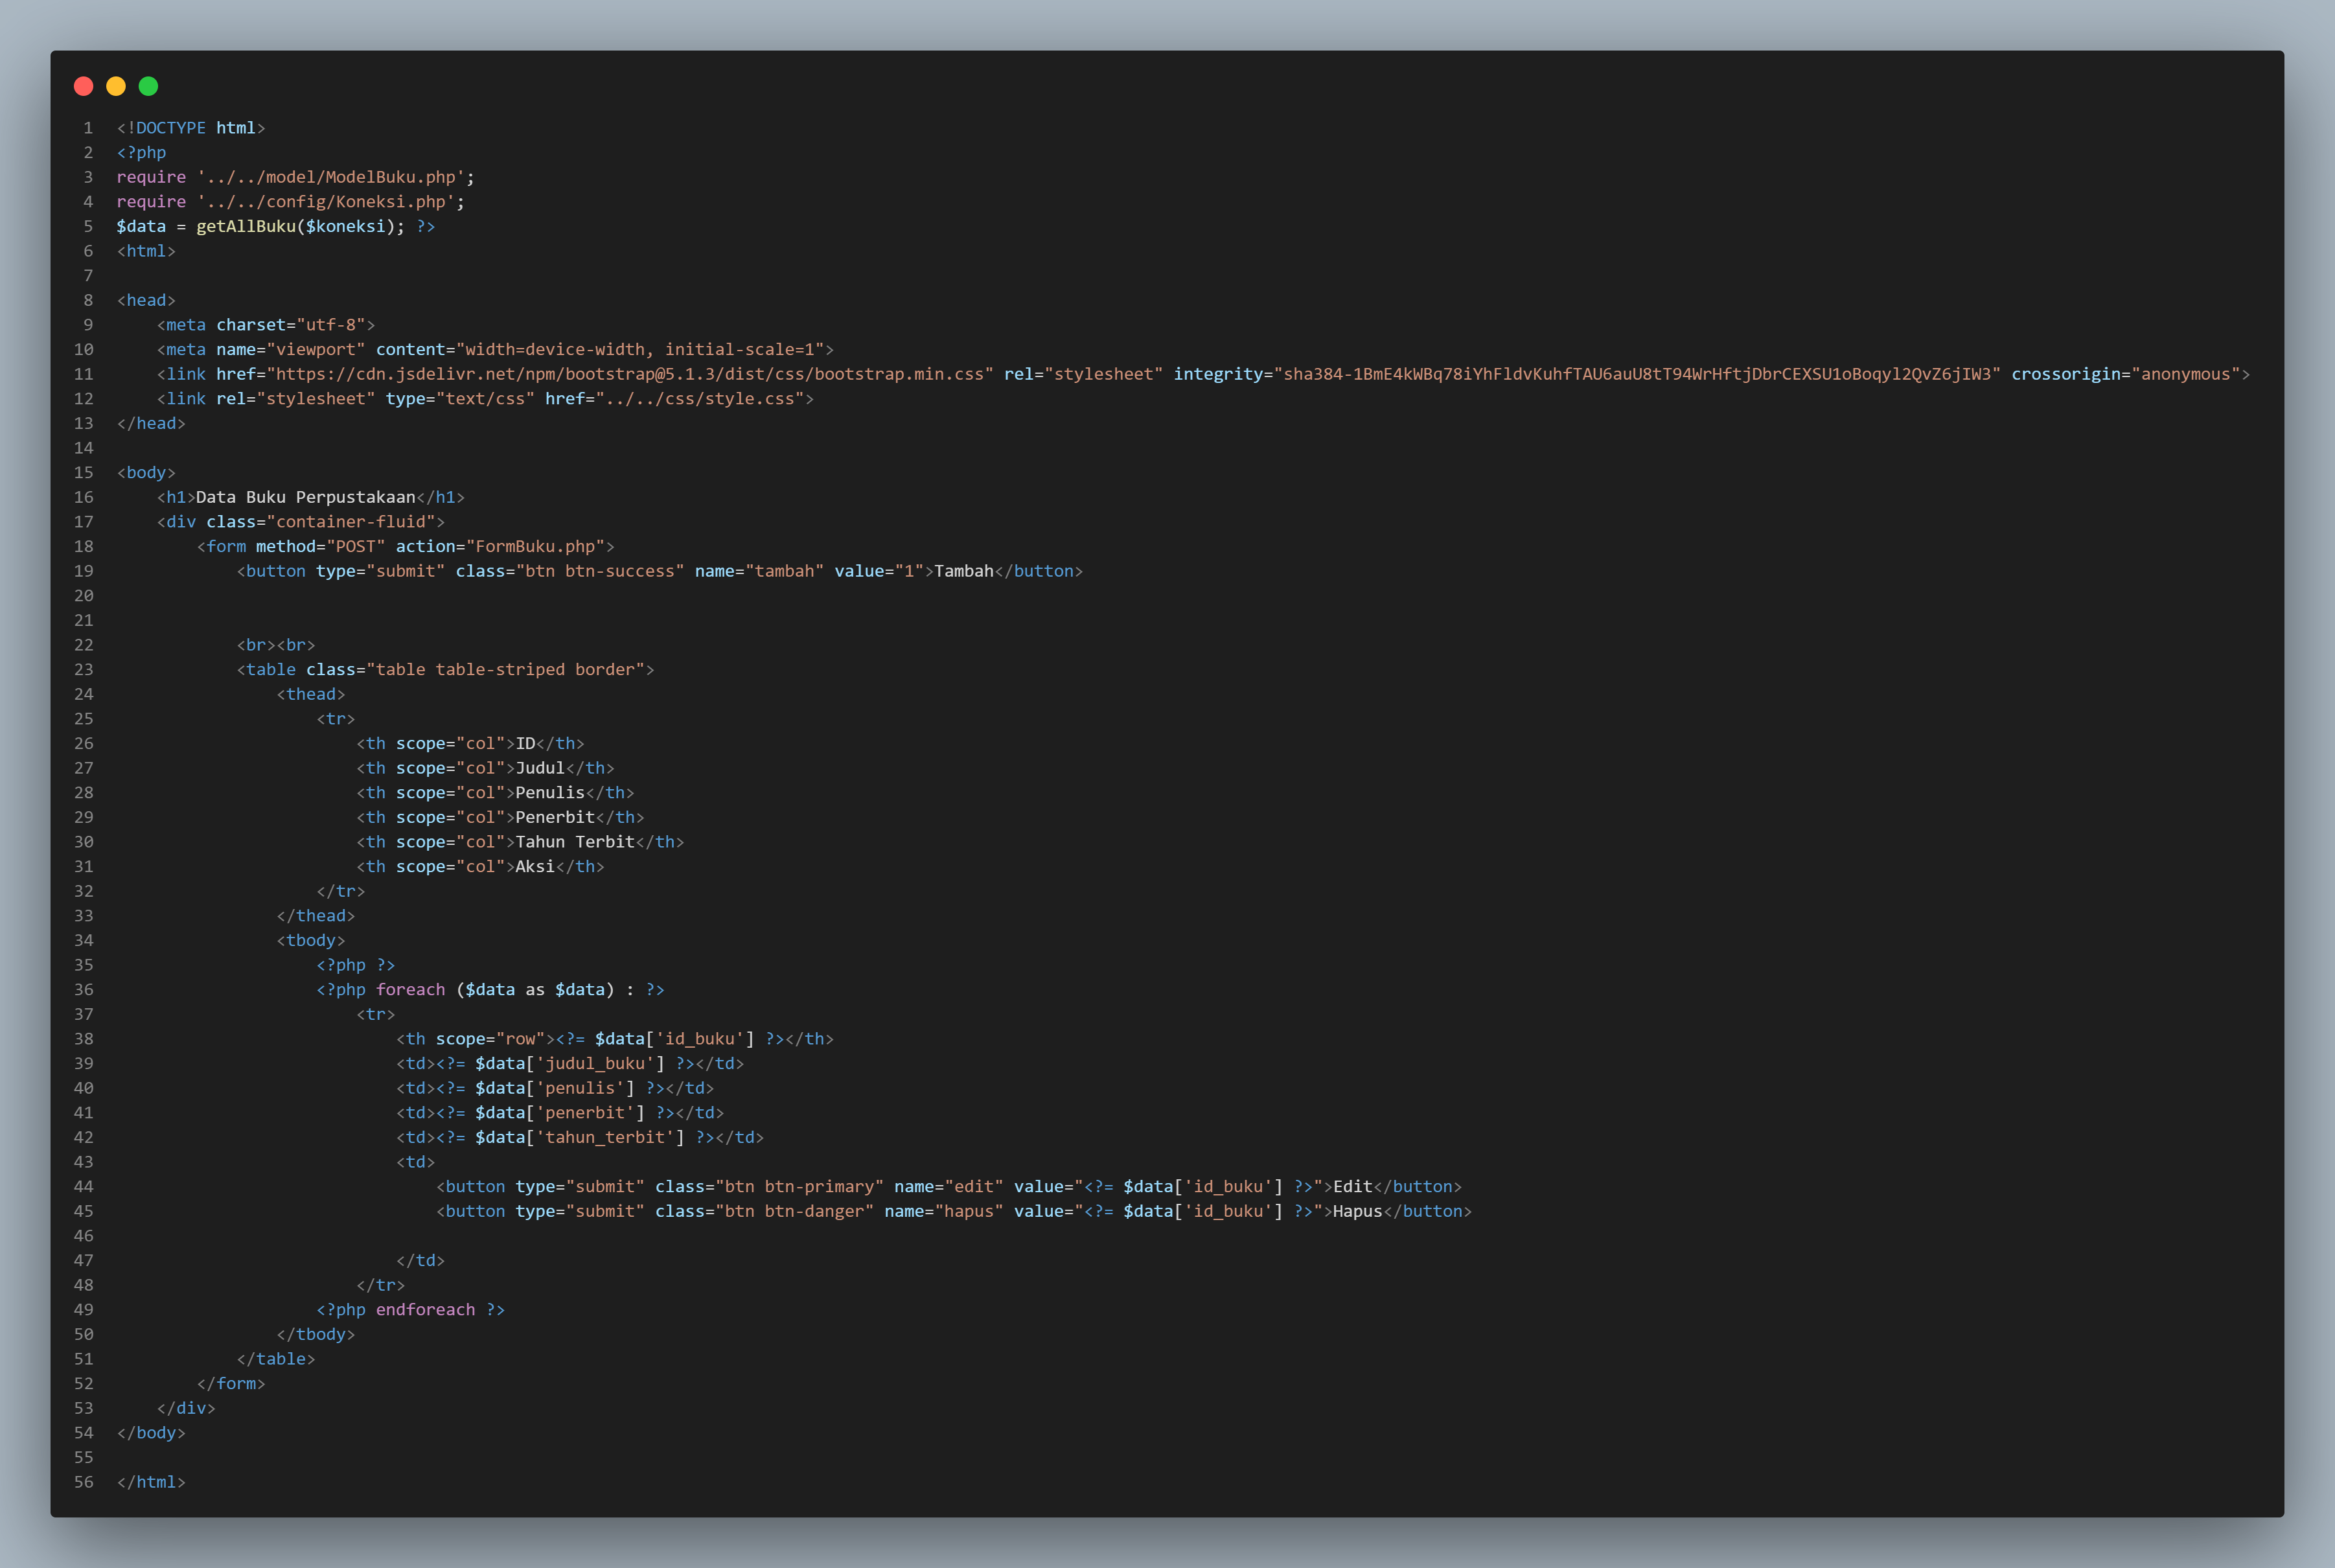 1 <!DOCTYPE html>
2 <?php
3 require '../../model/ModelBuku.php';
4 require '../../config/Koneksi.php';
5 $data = getAllBuku($koneksi); ?>
6 <html>
7
8 <head>
9     <meta charset="utf-8">
10     <meta name="viewport" content="width=device-width, initial-scale=1">
11     <link href="https://cdn.jsdelivr.net/npm/bootstrap@5.1.3/dist/css/bootstrap.min.css" rel="stylesheet" integrity="sha384-1BmE4kWBq78iYhFldvKuhfTAU6auU8tT94WrHftjDbrCEXSU1oBoqyl2QvZ6jIW3" crossorigin="anonymous">
12     <link rel="stylesheet" type="text/css" href="../../css/style.css">
13 </head>
14
15 <body>
16     <h1>Data Buku Perpustakaan</h1>
17     <div class="container-fluid">
18         <form method="POST" action="FormBuku.php">
19             <button type="submit" class="btn btn-success" name="tambah" value="1">Tambah</button>
20
21
22             <br><br>
23             <table class="table table-striped border">
24                 <thead>
25                     <tr>
26                         <th scope="col">ID</th>
27                         <th scope="col">Judul</th>
28                         <th scope="col">Penulis</th>
29                         <th scope="col">Penerbit</th>
30                         <th scope="col">Tahun Terbit</th>
31                         <th scope="col">Aksi</th>
32                     </tr>
33                 </thead>
34                 <tbody>
35                     <?php ?>
36                     <?php foreach ($data as $data) : ?>
37                         <tr>
38                             <th scope="row"><?= $data['id_buku'] ?></th>
39                             <td><?= $data['judul_buku'] ?></td>
40                             <td><?= $data['penulis'] ?></td>
41                             <td><?= $data['penerbit'] ?></td>
42                             <td><?= $data['tahun_terbit'] ?></td>
43                             <td>
44                                 <button type="submit" class="btn btn-primary" name="edit" value="<?= $data['id_buku'] ?>">Edit</button>
45                                 <button type="submit" class="btn btn-danger" name="hapus" value="<?= $data['id_buku'] ?>">Hapus</button>
46
47                             </td>
48                         </tr>
49                     <?php endforeach ?>
50                 </tbody>
51             </table>
52         </form>
53     </div>
54 </body>
55
56 </html>